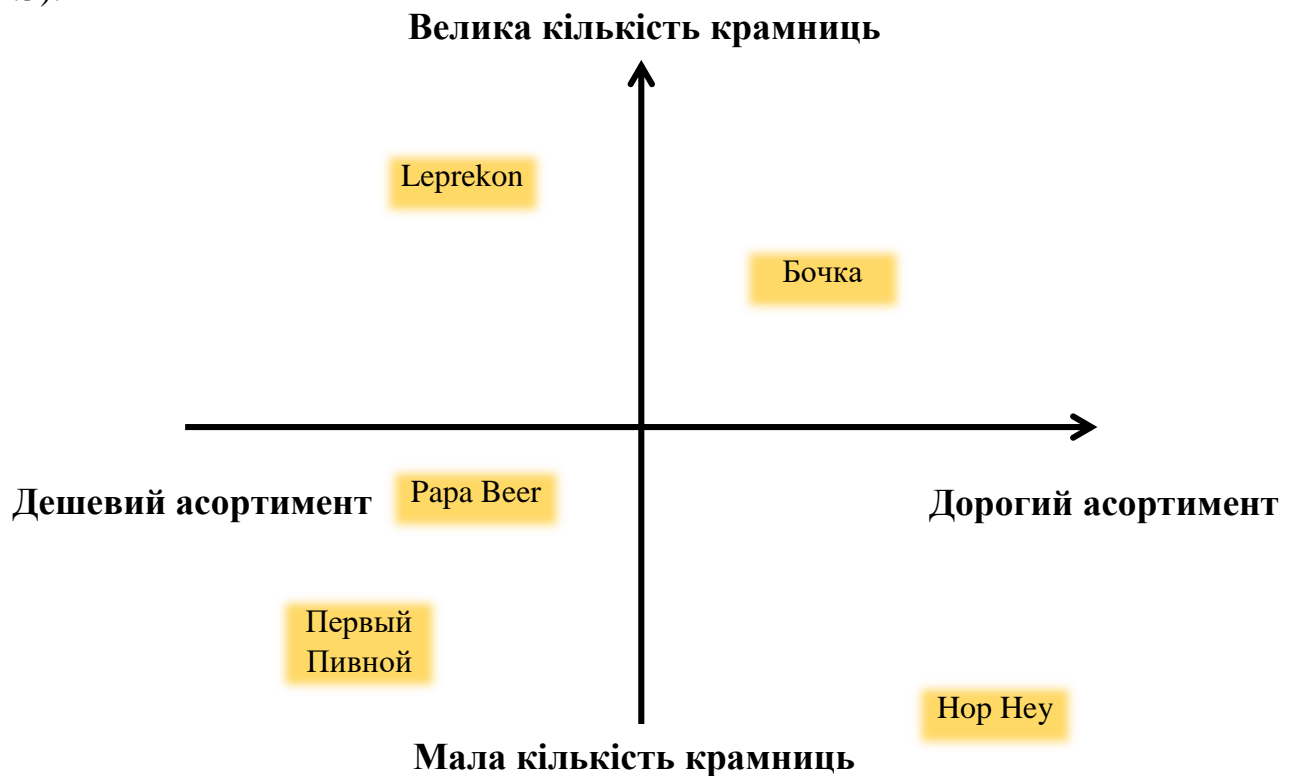 Велика кількість крамниць
Leprekon
Бочка
Дешевий асортимент
Papa Beer
Дорогий асортимент
Первый
Пивной
Hop Hey
Мала кількість крамниць